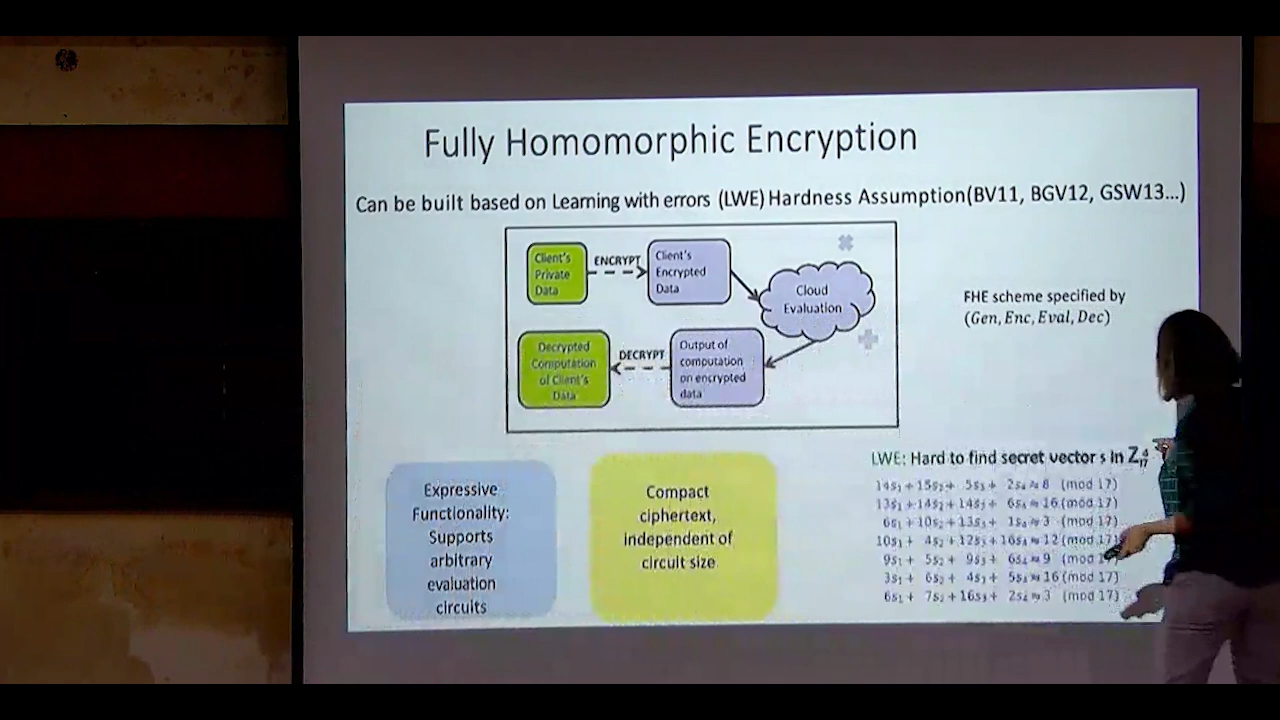 Fully Homomorphic Encryption
Can be built based on Learning with errors (LWE) Hardness Assumption(BV11, BGV12, GSW13...)
Client's
Private
Data
ENCRYPT
Client's
Encrypted
Data
Cloud
Evaluation
Decrypted
Computation
of Client's
Data
DECRYPT
Output of
computation
on encrypted
data
FHE scheme specified by
(Gen, Enc, Eval, Dec)
Expressive
Functionality:
Supports
arbitrary
evaluation
circuits
Compact
ciphertext,
independent of
circuit size
LWE: Hard to find secret vector s in Z₁₇⁴
14s₁ + 15s₂ + 5s₃ + 2s₄ ≈ 8 (mod 17)
13s₁ + 14s₂ + 14s₃ + 6s₄ ≈ 16 (mod 17)
6s₁ + 10s₂ + 13s₃ + 1s₄ ≈ 3 (mod 17)
10s₁ + 4s₂ + 12s₃ + 16s₄ ≈ 12 (mod 17)
9s₁ + 5s₂ + 9s₃ + 6s₄ ≈ 9 (mod 17)
3s₁ + 6s₂ + 4s₃ + 5s₄ ≈ 16 (mod 17)
6s₁ + 7s₂ + 16s₃ + 2s₄ ≈ 3 (mod 17)